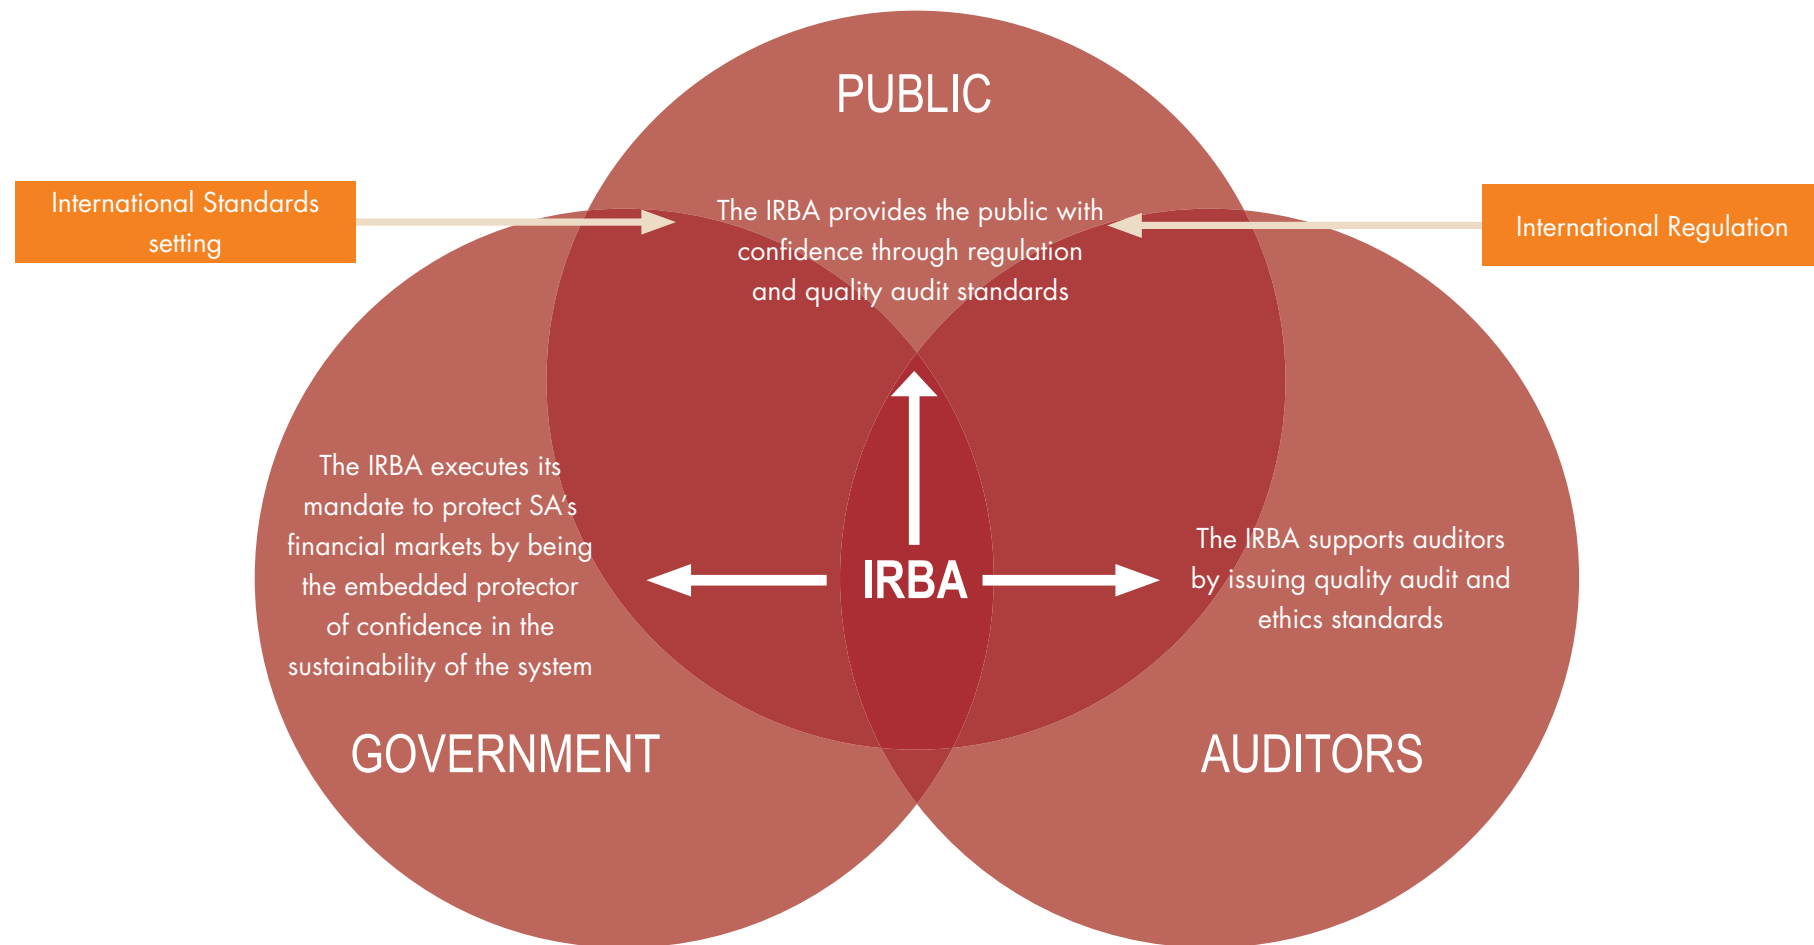 PUBLIC
International Standards
setting
The IRBA provides the public with
confidence through regulation
and quality audit standards
International Regulation
The IRBA executes its
mandate to protect SA's
financial markets by being
the embedded protector
of confidence in the
sustainability of the system
IRBA
The IRBA supports auditors
by issuing quality audit and
ethics standards
GOVERNMENT
AUDITORS